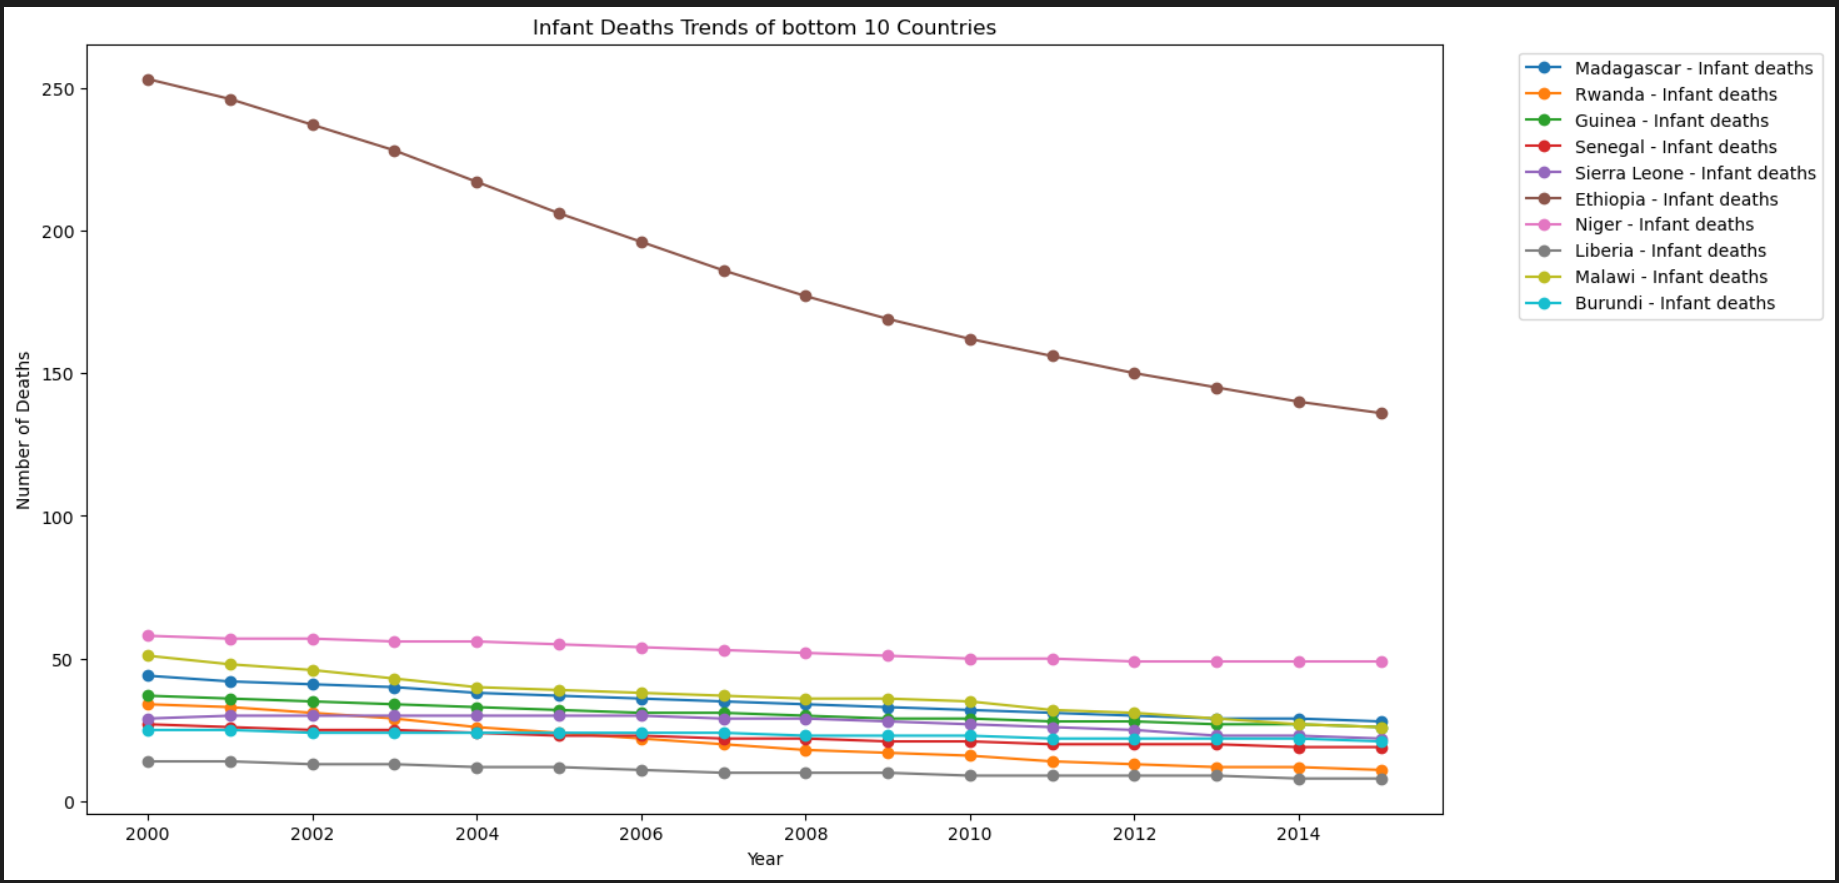 Infant Deaths Trends of bottom 10 Countries
Number of Deaths
250
200
150
100
50
0
2000 2002 2004 2006 2008 2010 2012 2014
Year
Madagascar - Infant deaths
Rwanda - Infant deaths
Guinea - Infant deaths
Senegal - Infant deaths
Sierra Leone - Infant deaths
Ethiopia - Infant deaths
Niger - Infant deaths
Liberia - Infant deaths
Malawi - Infant deaths
Burundi - Infant deaths